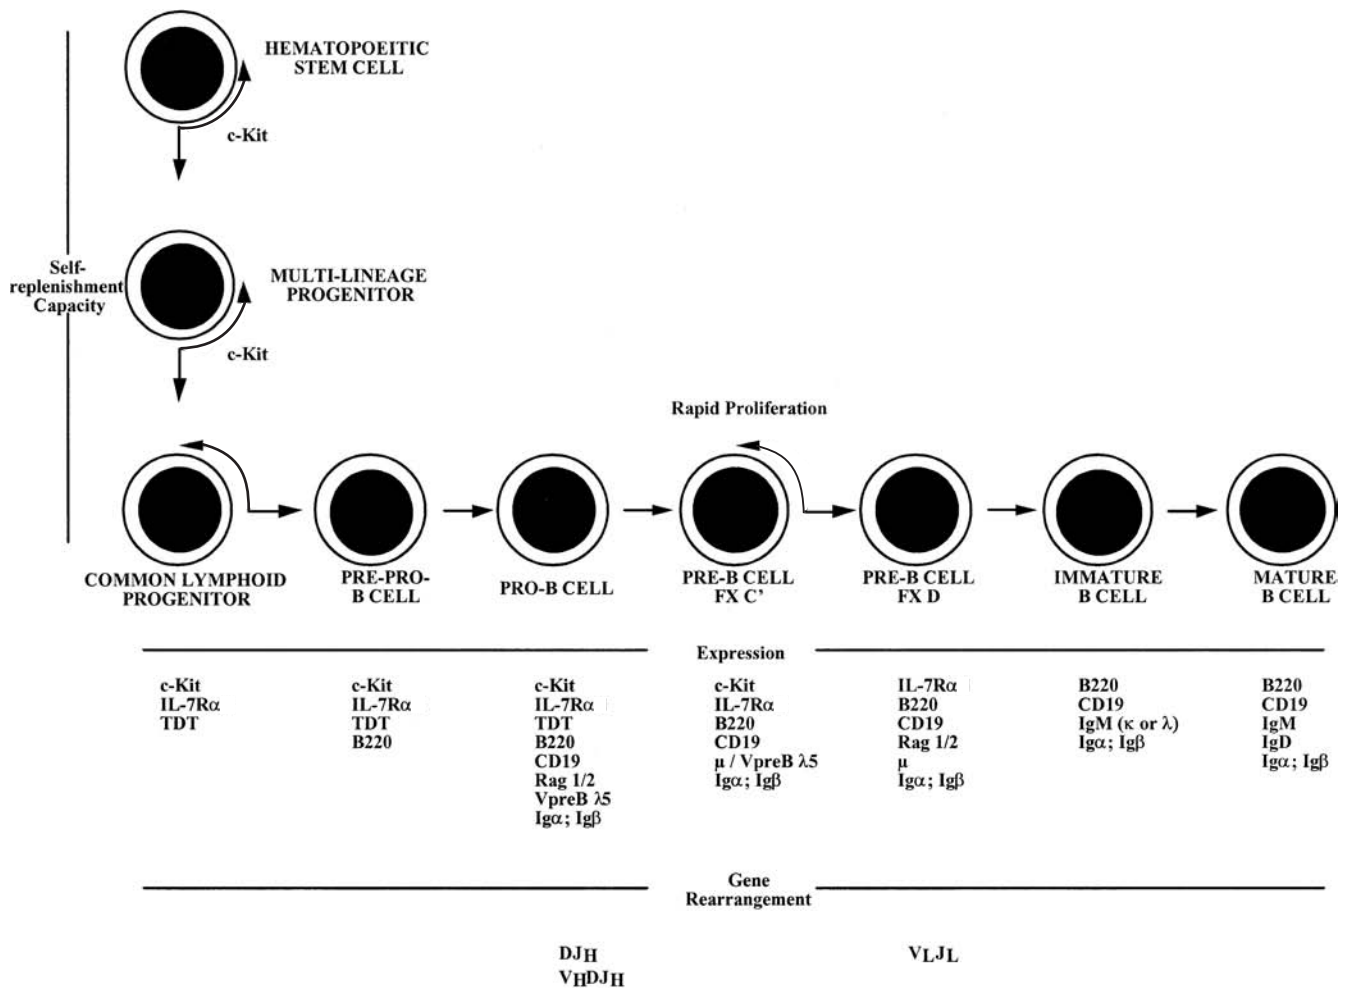 HEMATOPOEITIC
STEM CELL
c-Kit
Self-
replenishment
Capacity
MULTI-LINEAGE
PROGENITOR
c-Kit
Rapid Proliferation
COMMON LYMPHOID
PROGENITOR
PRE-PRO-
B CELL
PRO-B CELL
PRE-B CELL
FX C’
PRE-B CELL
FX D
IMMATURE
B CELL
MATURE
B CELL
Expression
c-Kit
IL-7Rα
TDT
c-Kit
IL-7Rα
TDT
B220
c-Kit
IL-7Rα
TDT
B220
CD19
Rag 1/2
VpreB λ5
Igα; Igβ
c-Kit
IL-7Rα
B220
CD19
μ / VpreB λ5
Igα; Igβ
IL-7Rα
B220
CD19
Rag 1/2
μ
Igα; Igβ
B220
CD19
IgM (κ or λ)
Igα; Igβ
B220
CD19
IgM
IgD
Igα; Igβ
Gene
Rearrangement
DJH
VHDJH
VLJL